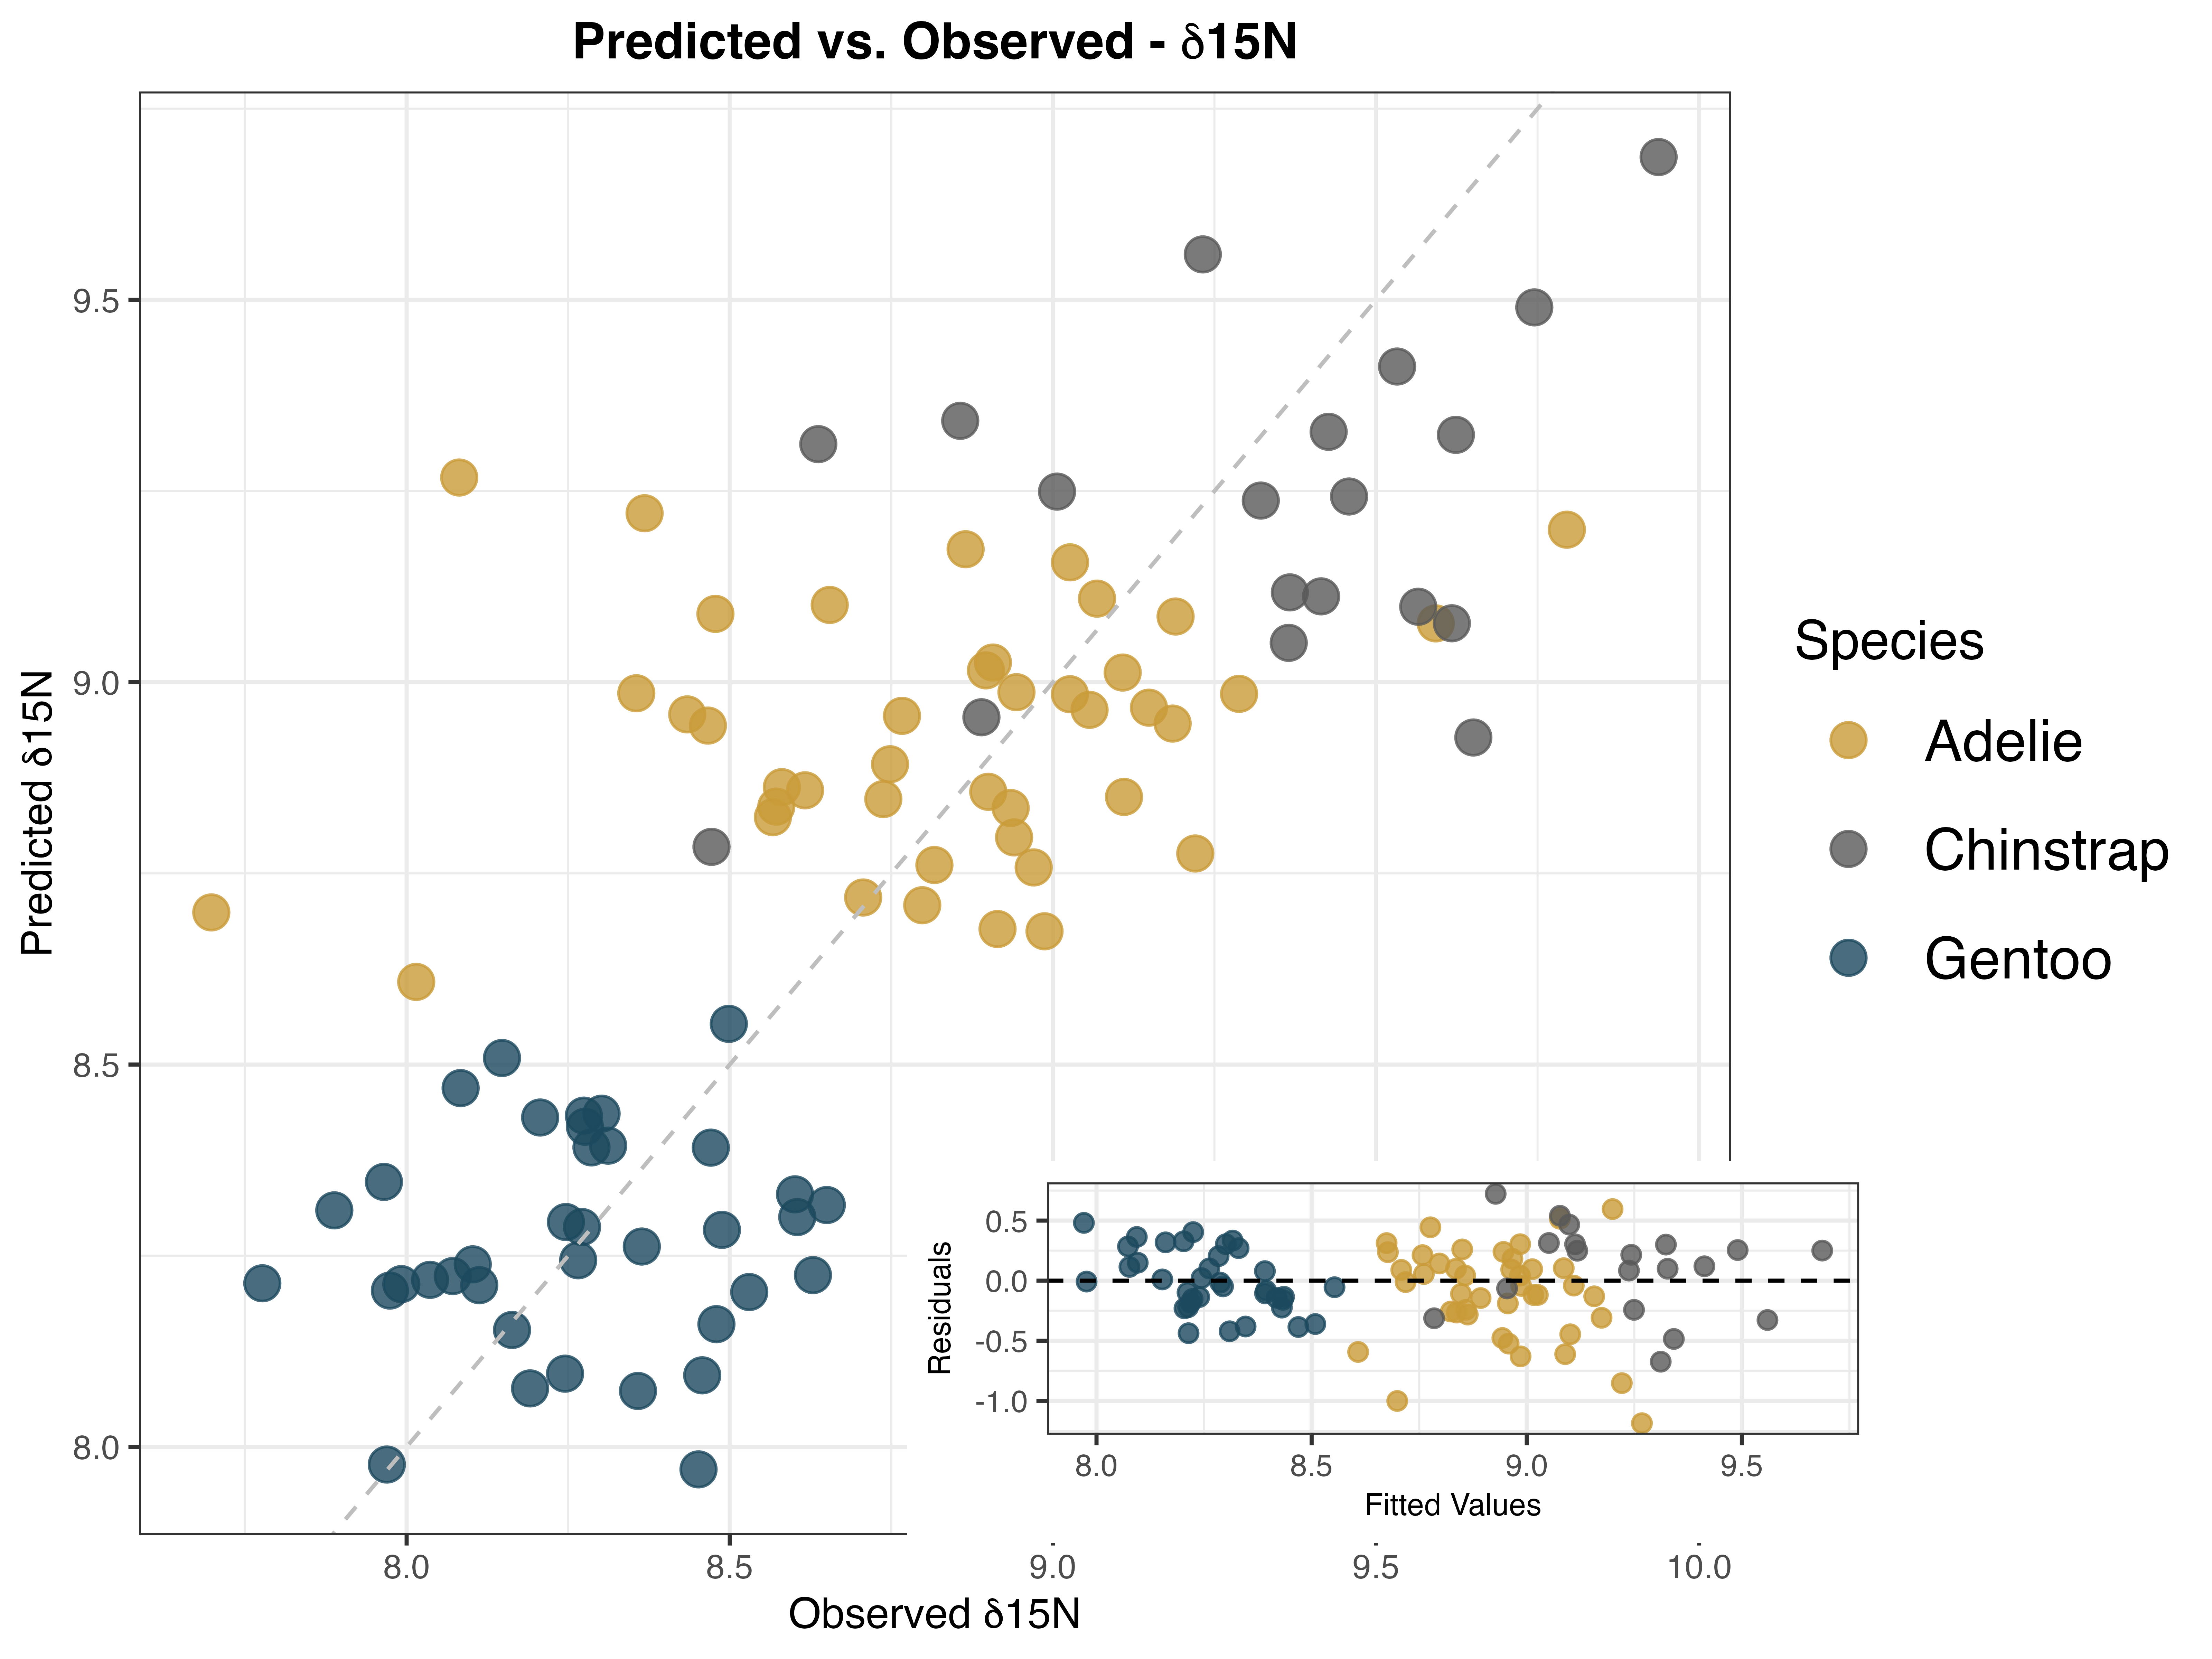 Predicted vs. Observed - δ15N
Predicted δ15N
9.5
9.0
8.5
8.0
8.0
8.5
9.0
9.5
10.0
Observed δ15N
Species
Adelie
Chinstrap
Gentoo
Residuals
0.5
0.0
-0.5
-1.0
8.0
8.5
9.0
9.5
Fitted Values